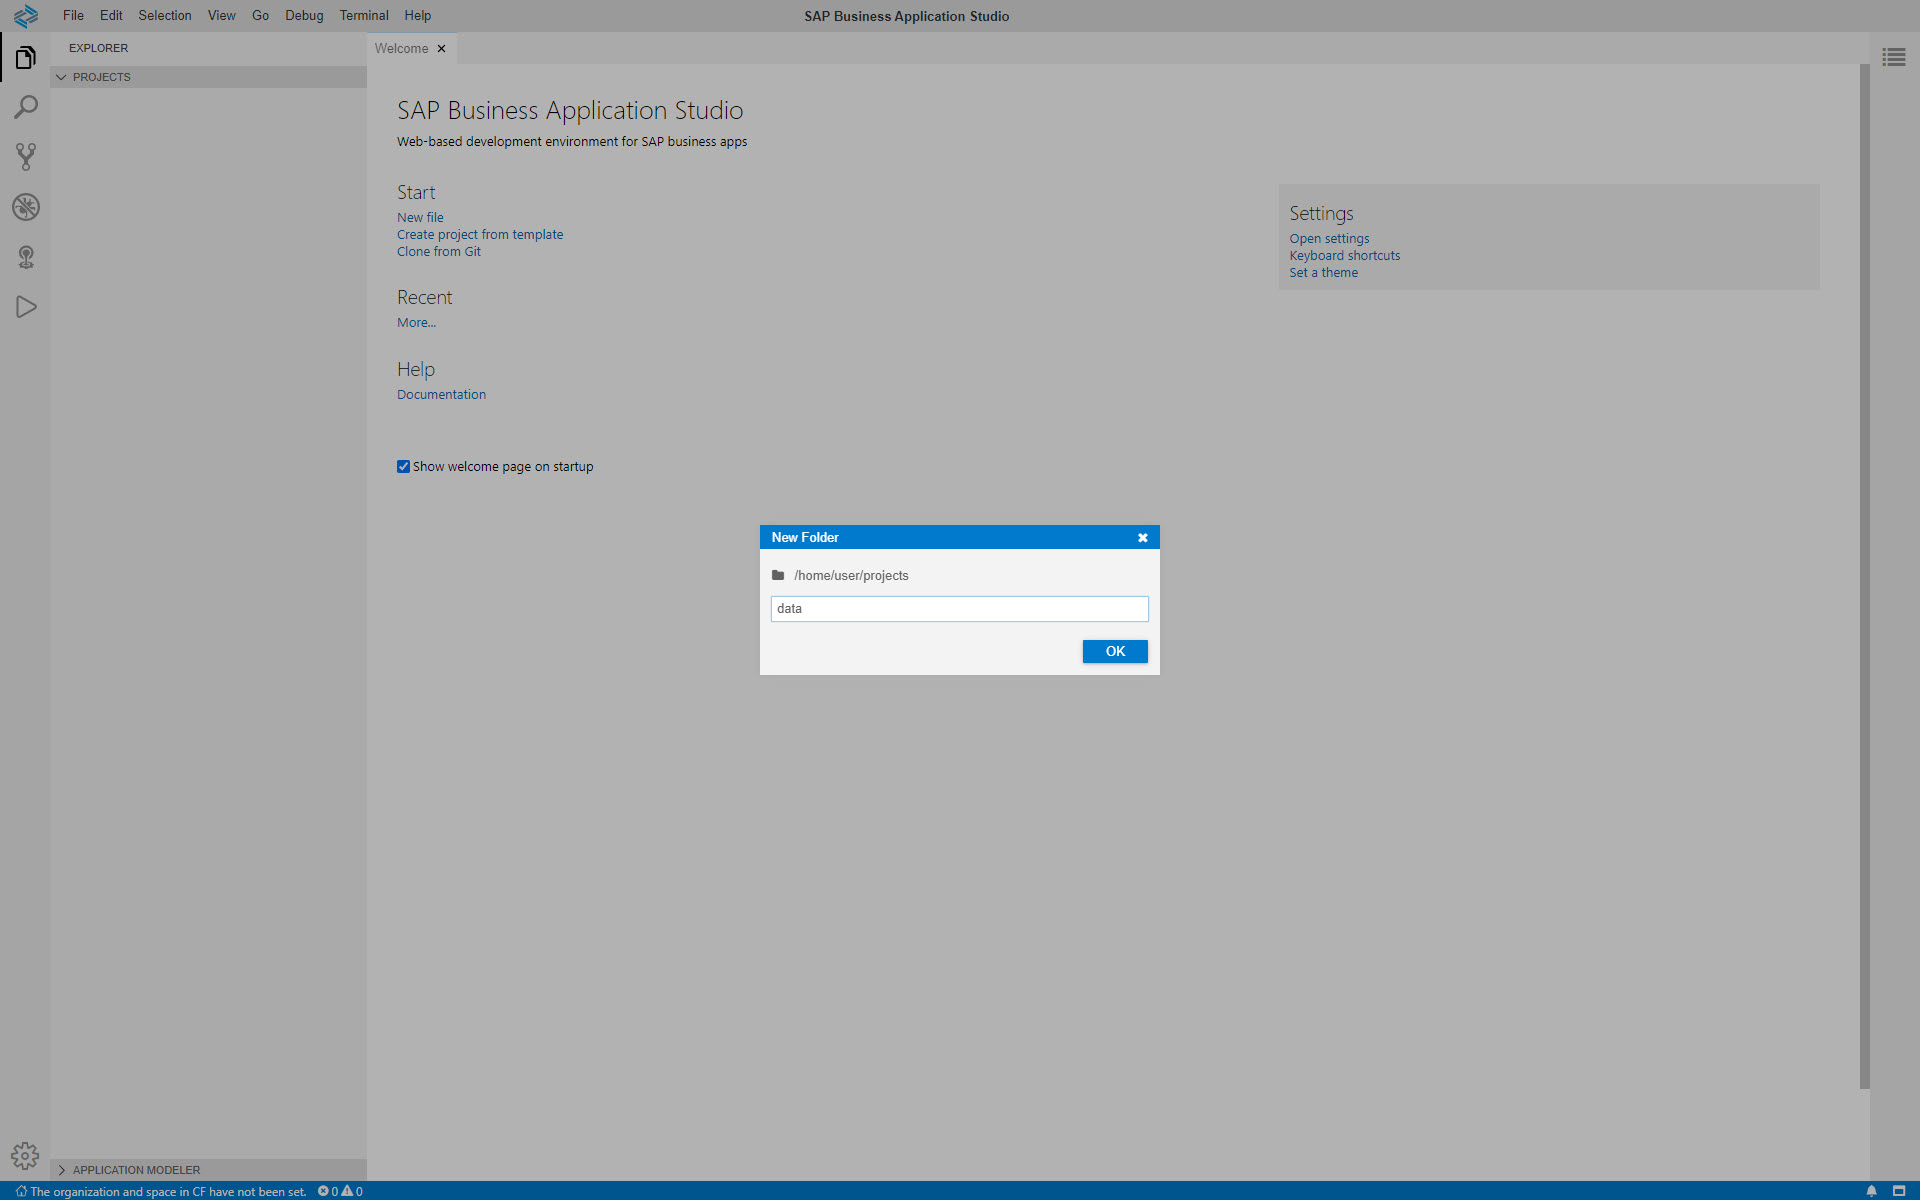 File Edit Selection View Go Debug Terminal Help
SAP Business Application Studio
EXPLORER
PROJECTS
Welcome
SAP Business Application Studio
Web-based development environment for SAP business apps
Start
New file
Create project from template
Clone from Git
Recent
More...
Help
Documentation
Show welcome page on startup
Settings
Open settings
Keyboard shortcuts
Set a theme
New Folder
/home/user/projects
data
OK
APPLICATION MODELER
The organization and space in CF have not been set. 0 0